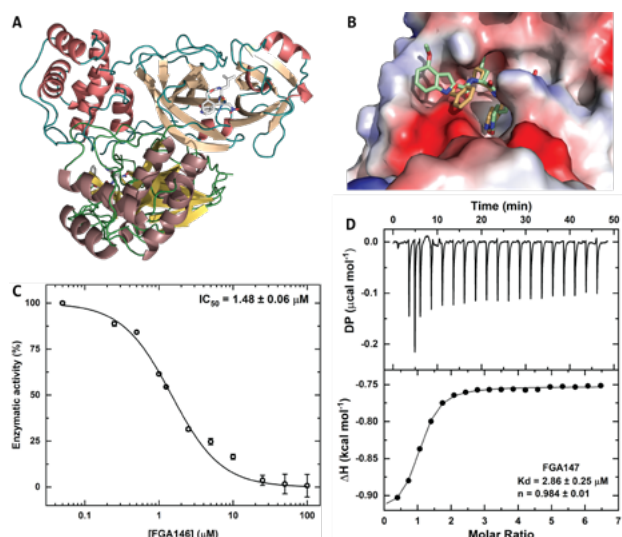 A
B
Time (min)
0 10 20 30 40 50
D
0.0
-0.1
-0.2
DP (μcal mol⁻¹)
C
IC₅₀ = 1.48 ± 0.06 μM
100
75
50
25
0
Enzymatic activity (%)
0.1 1 10 100
[FGA146] (μM)
-0.75
-0.80
-0.85
-0.90
ΔH (kcal mol⁻¹)
FGA147
Kd = 2.86 ± 0.25 μM
n = 0.984 ± 0.01
0 1 2 3 4 5 6 7
Molar Ratio